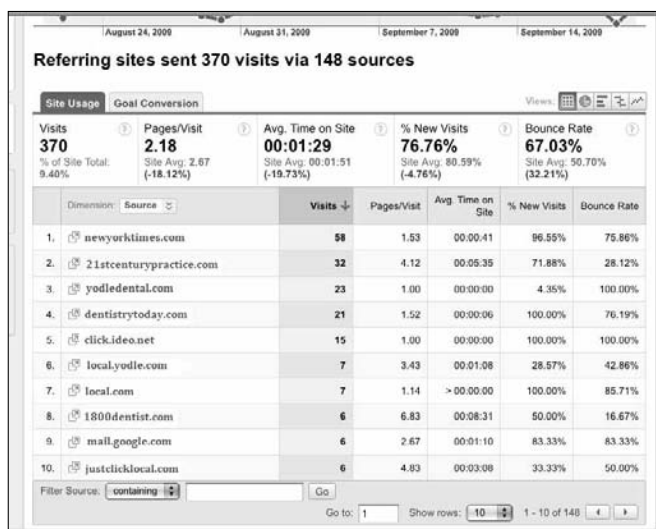 August 24, 2009 August 31, 2009 September 7, 2009 September 14, 2009
Referring sites sent 370 visits via 148 sources
Site Usage Goal Conversion Views:
Visits ? Pages/Visit ? Avg. Time on Site ? % New Visits ? Bounce Rate ?
370 2.18 00:01:29 76.76% 67.03%
% of Site Total: Site Avg: 2.67 Site Avg: 00:01:51 Site Avg: 80.59% Site Avg: 50.70%
9.40% (-18.12%) (-19.73%) (-4.76%) (32.21%)
Dimension: Source Visits Pages/Visit Avg. Time on Site % New Visits Bounce Rate
1. newyorktimes.com 58 1.53 00:00:41 96.55% 75.86%
2. 21stcenturypractice.com 32 4.12 00:05:35 71.88% 28.12%
3. yodledental.com 23 1.00 00:00:00 4.35% 100.00%
4. dentistrytoday.com 21 1.52 00:00:06 100.00% 76.19%
5. click.ideo.net 15 1.00 00:00:00 100.00% 100.00%
6. local.yodle.com 7 3.43 00:01:08 28.57% 42.86%
7. local.com 7 1.14 > 00:00:00 100.00% 85.71%
8. 1800dentist.com 6 6.83 00:08:31 50.00% 16.67%
9. mail.google.com 6 2.67 00:01:10 83.33% 83.33%
10. justclicklocal.com 6 4.83 00:03:08 33.33% 50.00%
Filter Source: containing Go
Go to: 1 Show rows: 10 1 - 10 of 148